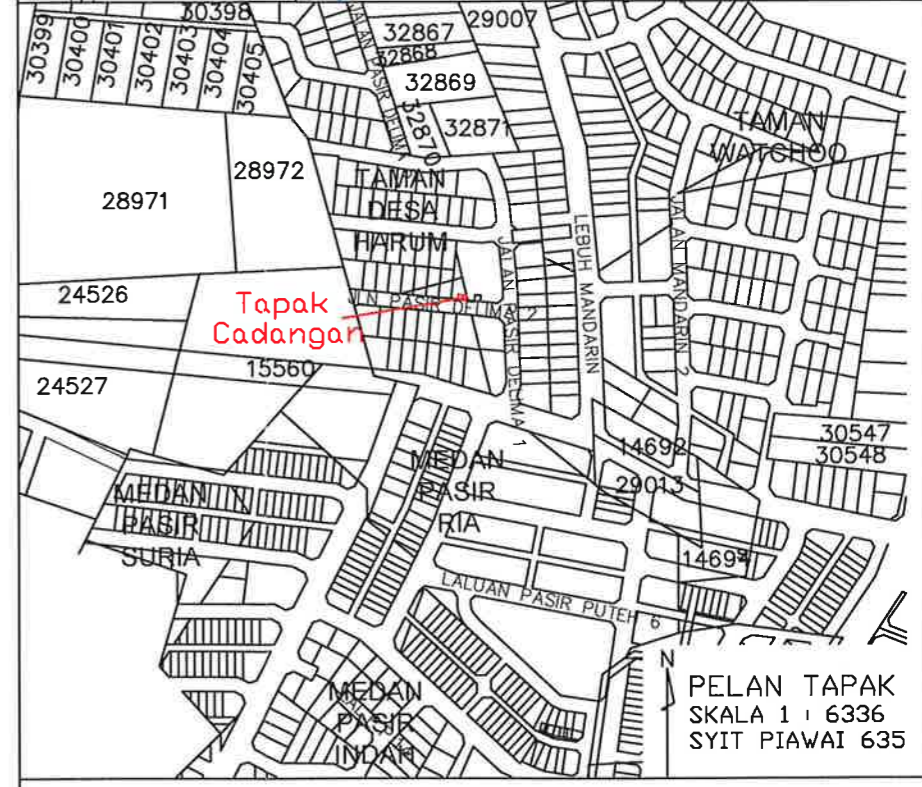 30398
29007
32867
32868
32869
30399
30400
30401
30402
30403
30404
30405
JALAN PASIR DELIMA 1
32870
32871
TAMAN
WATCHOO
28971
28972
TAMAN
DESA
HARUM
LEBUH MANDARIN
JALAN MANDARIN 2
JALAN PASIR DELIMA 1
JLN. PASIR DELIMA 2
24526
Tapak
Cadangan
15560
24527
30547
30548
14692
29013
14694
MEDAN
PASIR
RIA
MEDAN
PASIR
SURIA
LALUAN PASIR PUTEH 6
MEDAN
PASIR
INDAH
N
PELAN TAPAK
SKALA 1 : 6336
SYIT PIAWAI 635